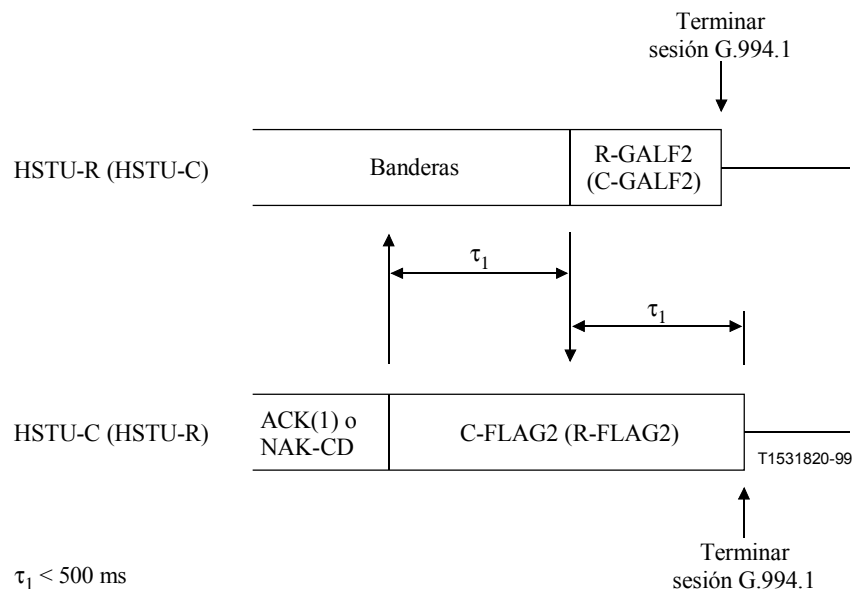 Terminar
sesión G.994.1
HSTU-R (HSTU-C)
Banderas
R-GALF2
(C-GALF2)
τ1
τ1
HSTU-C (HSTU-R)
ACK(1) o
NAK-CD
C-FLAG2 (R-FLAG2)
T1531820-99
τ1 < 500 ms
Terminar
sesión G.994.1